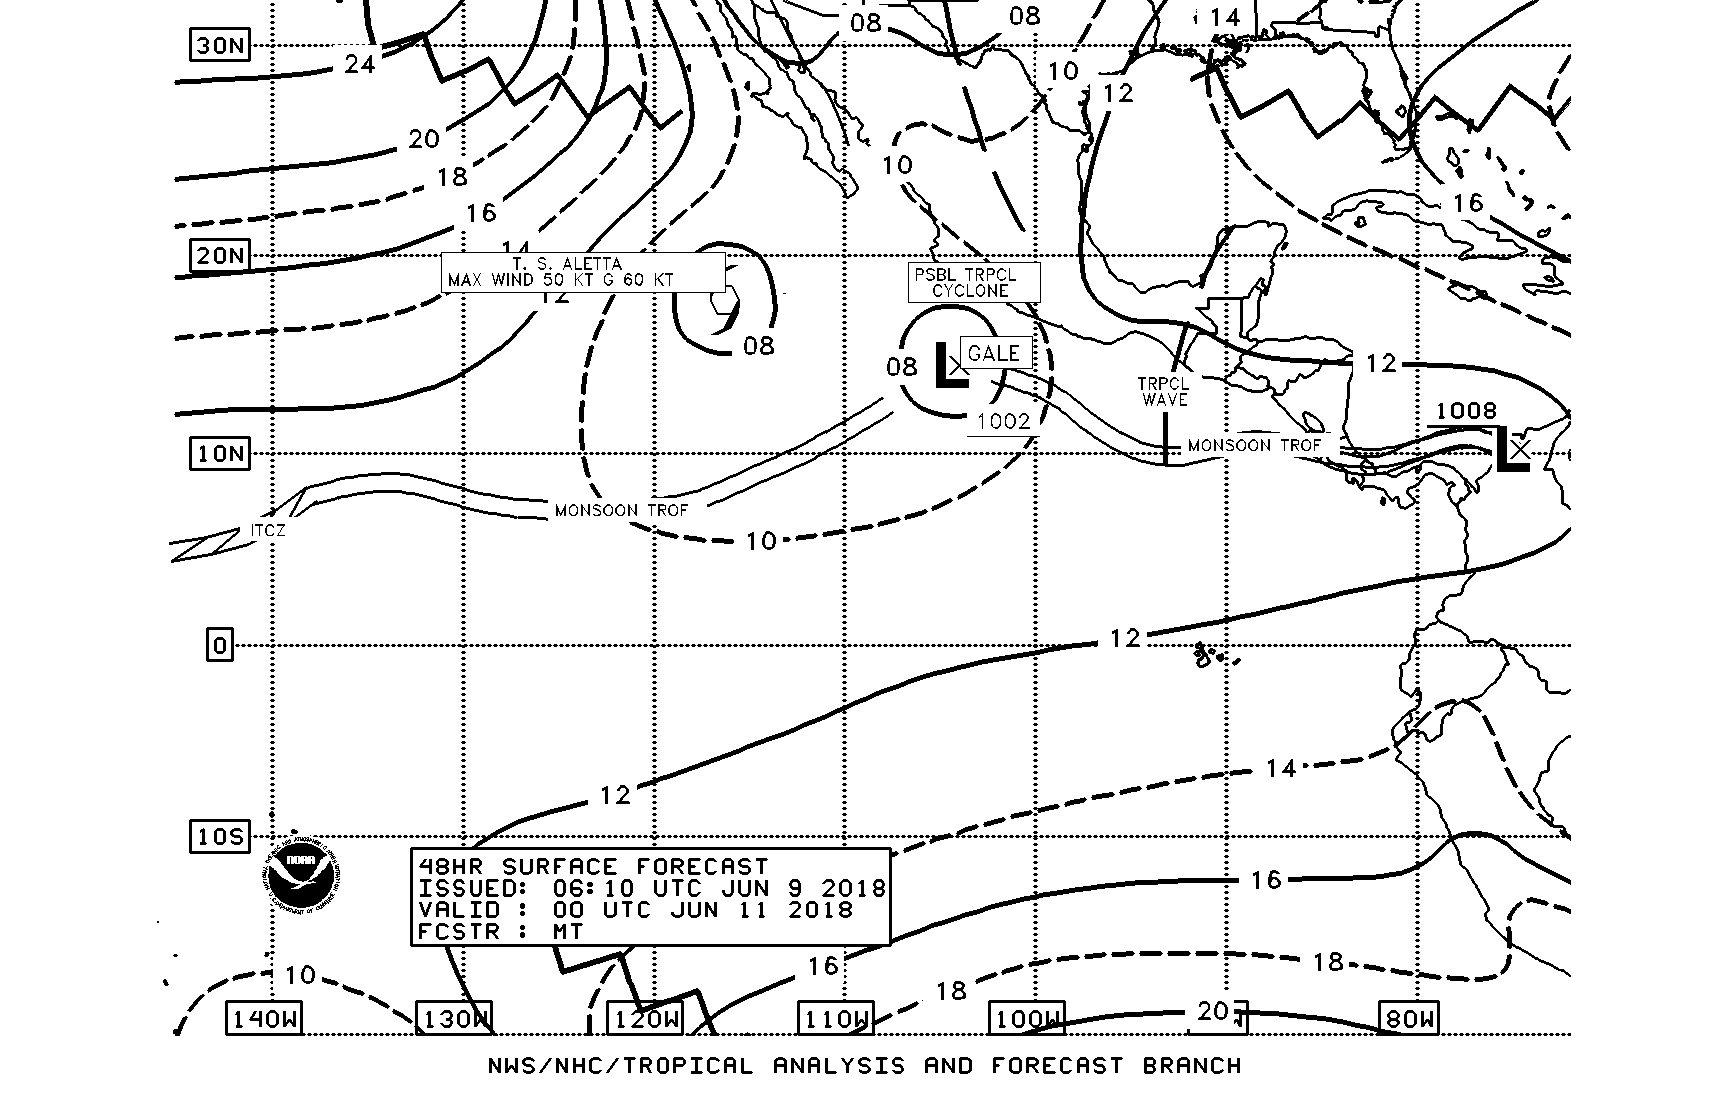 08
08
14
30N
24
10
12
20
10
18
16
16
14
20N
T. S. ALETTA
MAX WIND 50 KT G 60 KT
12
PSBL TRPCL
CYCLONE
08
GALE
08
L
12
TRPCL
WAVE
1002
1008
L
10N
MONSOON TROF
MONSOON TROF
ITCZ
10
12
0
14
12
10S
NOAA
48HR SURFACE FORECAST
ISSUED: 06:10 UTC JUN 9 2018
VALID : 00 UTC JUN 11 2018
FCSTR : MT
16
18
16
10
18
20
140W
130W
120W
110W
100W
80W
NWS/NHC/TROPICAL ANALYSIS AND FORECAST BRANCH